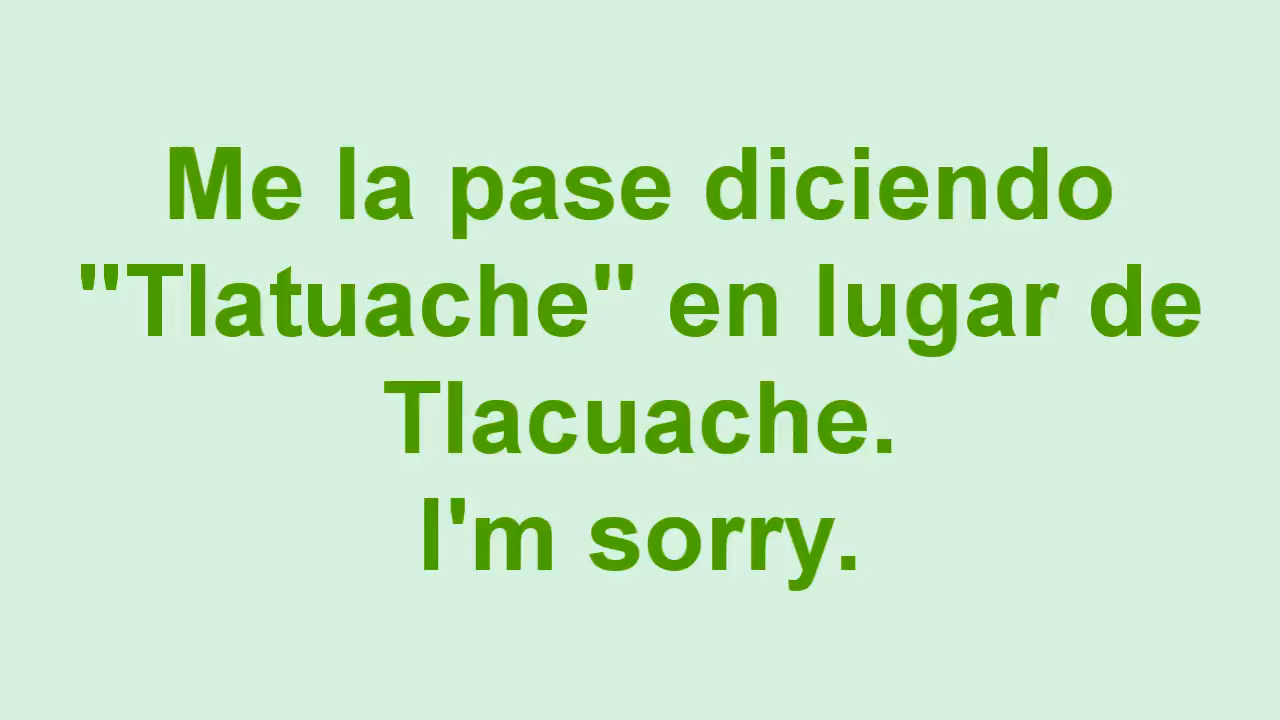 Me la pase diciendo
"Tlatuache" en lugar de
Tlacuache.
I'm sorry.